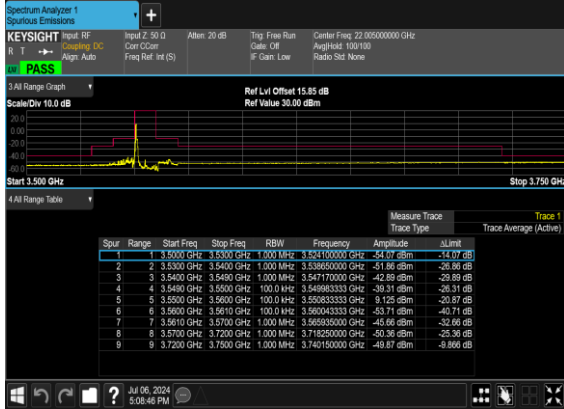 Spectrum Analyzer 1
Spurious Emissions
+
KEYSIGHT Input: RF Input Z: 50 Ω Atten: 20 dB Trig: Free Run Center Freq: 22.005000000 GHz
R T Coupling: DC Corr CCorr Gate: Off Avg|Hold: 100/100
Align: Auto Freq Ref: Int (S) IF Gain: Low Radio Std: None
PASS
3 All Range Graph
Ref Lvl Offset 15.85 dB
Scale/Div 10.0 dB Ref Value 30.00 dBm
20.0
0.00
-20.0
-40.0
-60.0
Start 3.500 GHz Stop 3.750 GHz
4 All Range Table
Measure Trace Trace 1
Trace Type Trace Average (Active)
Spur Range Start Freq Stop Freq RBW Frequency Amplitude ΔLimit
1 1 3.5000 GHz 3.5300 GHz 1.000 MHz 3.524100000 GHz -54.07 dBm -14.07 dB
2 2 3.5300 GHz 3.5400 GHz 1.000 MHz 3.538650000 GHz -51.86 dBm -26.86 dB
3 3 3.5400 GHz 3.5490 GHz 1.000 MHz 3.547170000 GHz -42.89 dBm -29.89 dB
4 4 3.5490 GHz 3.5500 GHz 100.0 kHz 3.549983333 GHz -39.31 dBm -26.31 dB
5 5 3.5500 GHz 3.5600 GHz 100.0 kHz 3.550833333 GHz 9.125 dBm -20.87 dB
6 6 3.5600 GHz 3.5610 GHz 100.0 kHz 3.560043333 GHz -53.71 dBm -40.71 dB
7 7 3.5610 GHz 3.5700 GHz 1.000 MHz 3.565935000 GHz -45.66 dBm -32.66 dB
8 8 3.5700 GHz 3.7200 GHz 1.000 MHz 3.718250000 GHz -50.36 dBm -25.36 dB
9 9 3.7200 GHz 3.7500 GHz 1.000 MHz 3.740150000 GHz -49.87 dBm -9.866 dB
? Jul 06, 2024
5:08:46 PM